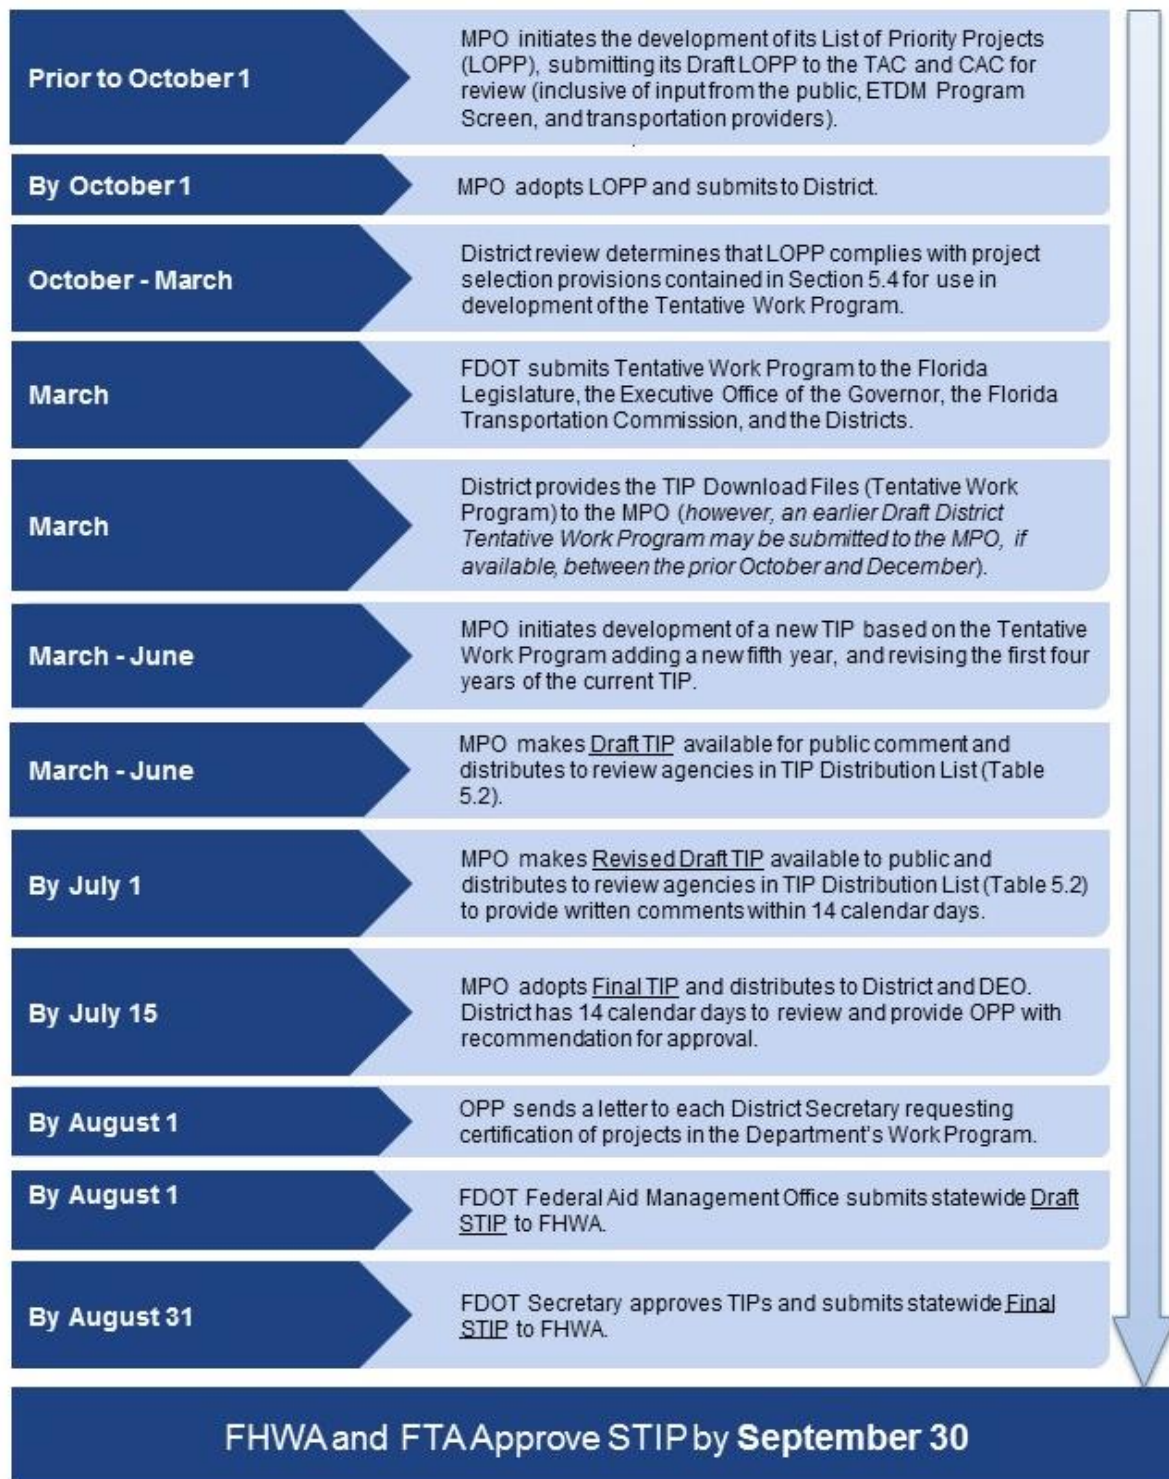 Prior to October 1
MPO initiates the development of its List of Priority Projects
(LOPP), submitting its Draft LOPP to the TAC and CAC for
review (inclusive of input from the public, ETDM Program
Screen, and transportation providers).
By October 1
MPO adopts LOPP and submits to District.
October - March
District review determines that LOPP complies with project
selection provisions contained in Section 5.4 for use in
development of the Tentative Work Program.
March
FDOT submits Tentative Work Program to the Florida
Legislature, the Executive Office of the Governor, the Florida
Transportation Commission, and the Districts.
March
District provides the TIP Download Files (Tentative Work
Program) to the MPO (however, an earlier Draft District
Tentative Work Program may be submitted to the MPO, if
available, between the prior October and December).
March - June
MPO initiates development of a new TIP based on the Tentative
Work Program adding a new fifth year, and revising the first four
years of the current TIP.
March - June
MPO makes Draft TIP available for public comment and
distributes to review agencies in TIP Distribution List (Table
5.2).
By July 1
MPO makes Revised Draft TIP available to public and
distributes to review agencies in TIP Distribution List (Table 5.2)
to provide written comments within 14 calendar days.
By July 15
MPO adopts Final TIP and distributes to District and DEO.
District has 14 calendar days to review and provide OPP with
recommendation for approval.
By August 1
OPP sends a letter to each District Secretary requesting
certification of projects in the Department's Work Program.
By August 1
FDOT Federal Aid Management Office submits statewide Draft
STIP to FHWA.
By August 31
FDOT Secretary approves TIPs and submits statewide Final
STIP to FHWA.
FHWA and FTA Approve STIP by September 30